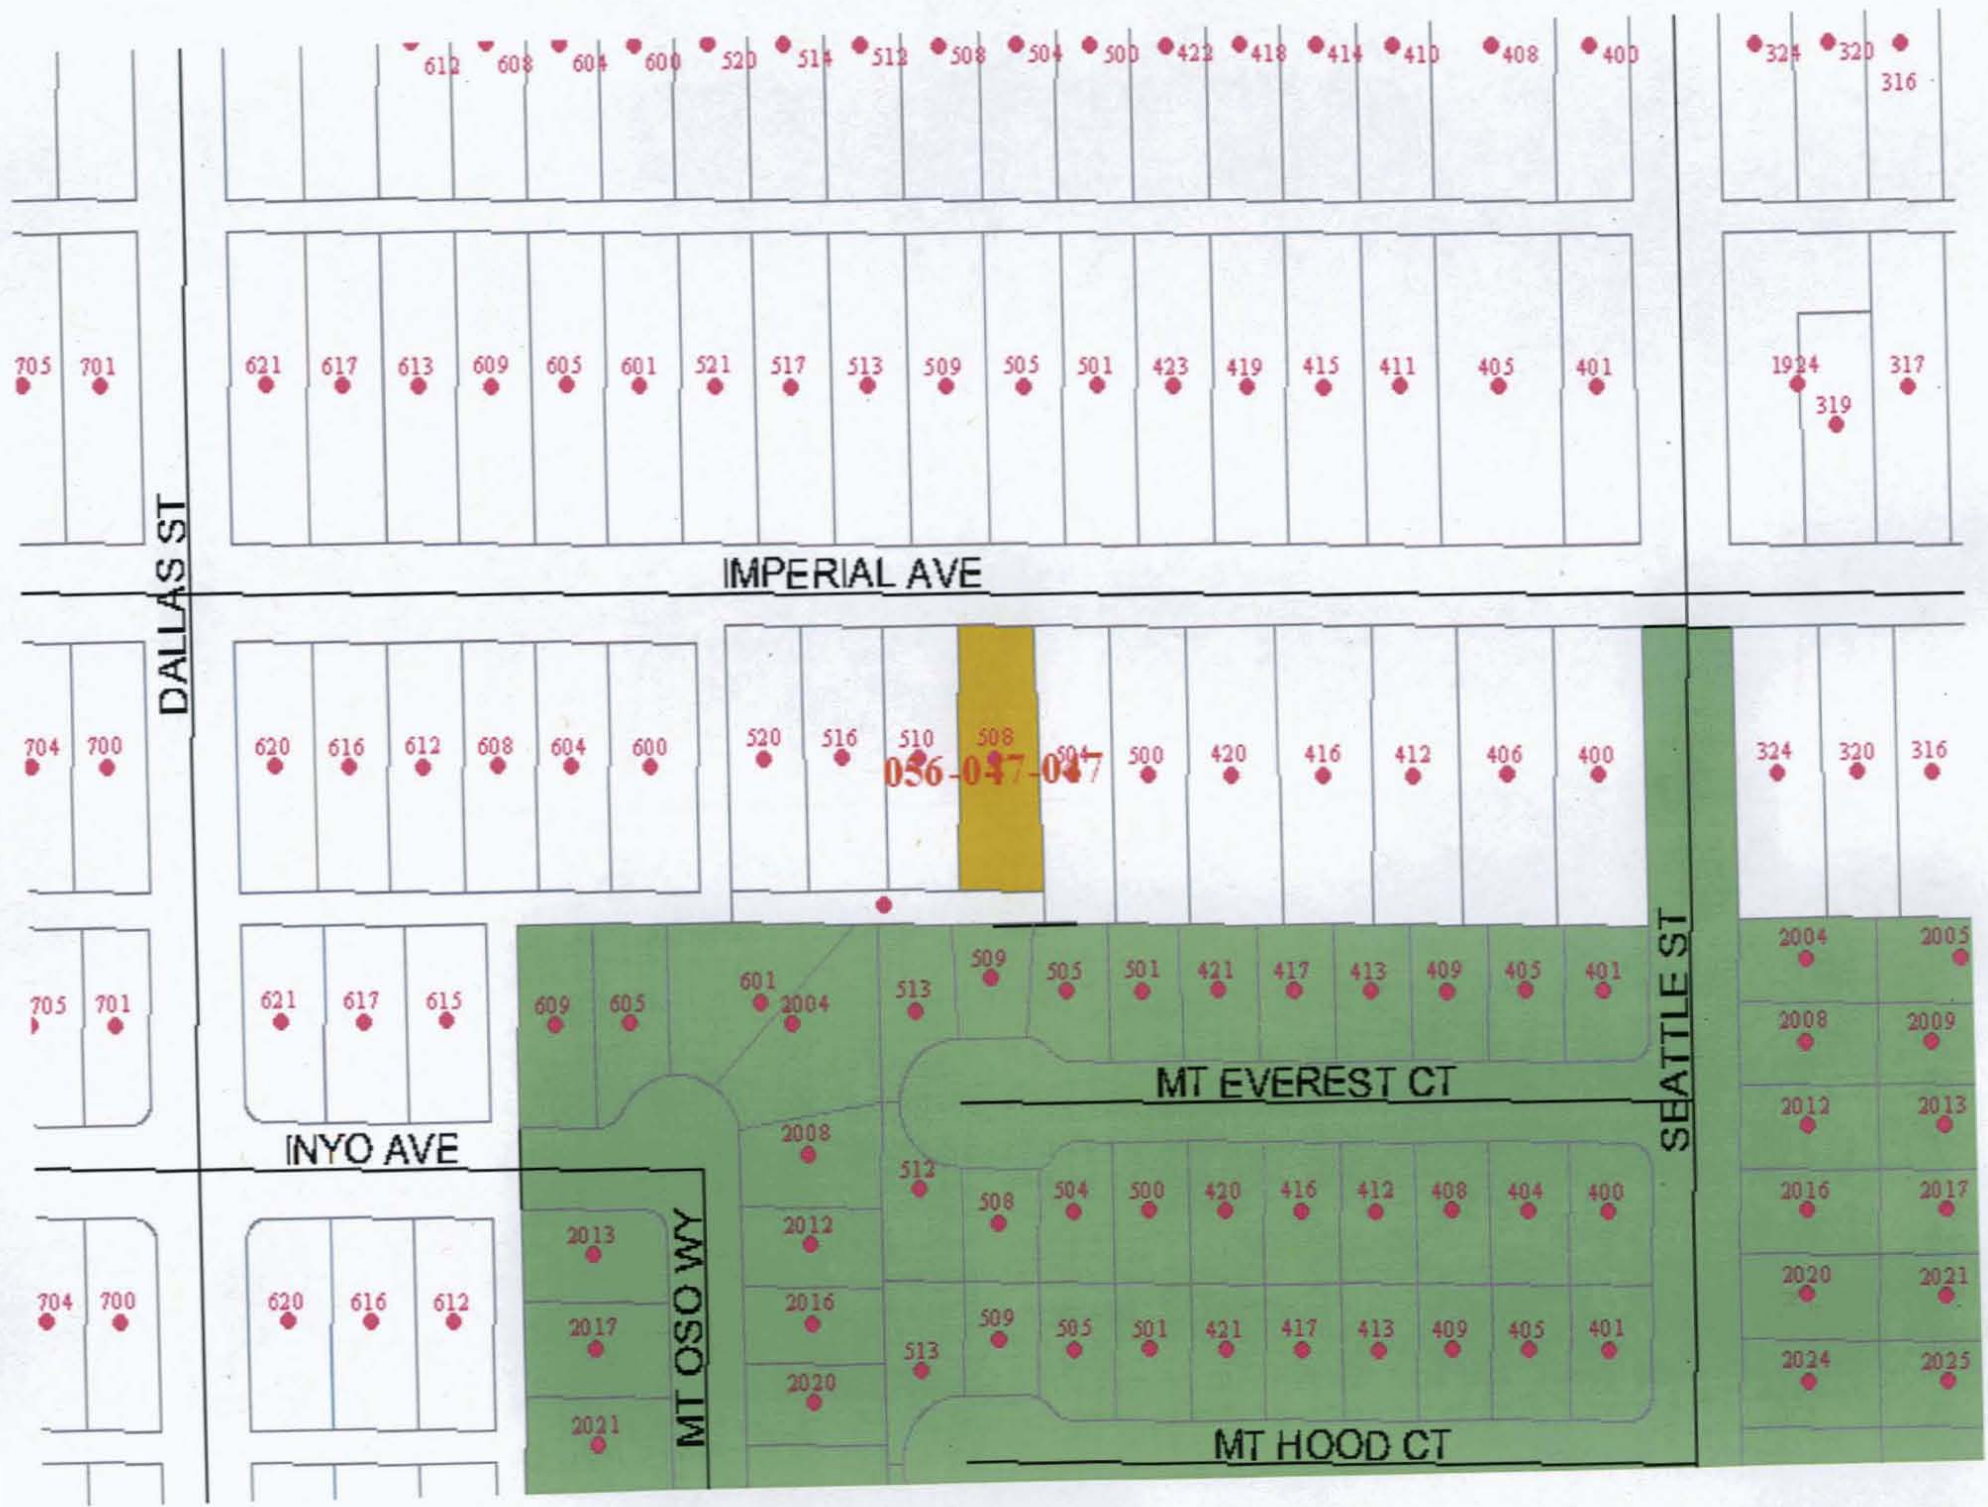 612 608 604 600 520 514 512 508 504 500 422 418 414 410 408 400 324 320
316
705 701 621 617 613 609 605 601 521 517 513 509 505 501 423 419 415 411 405 401 1924 317
319
DALLAS ST
IMPERIAL AVE
704 700 620 616 612 608 604 600 520 516 510 508 504 500 420 416 412 406 400 324 320 316
056-047-047
SEATTLE ST
2004 2005
705 701 621 617 615 609 605 601 2004 513 509 505 501 421 417 413 409 405 401
2008 2009
MT EVEREST CT
2012 2013
INYO AVE
2008
512 508 504 500 420 416 412 408 404 400 2016 2017
2013 2012
MT OSO WY
2020 2021
704 700 620 616 612
2017 2016
513 509 505 501 421 417 413 409 405 401
2024 2025
2020
2021
MT HOOD CT